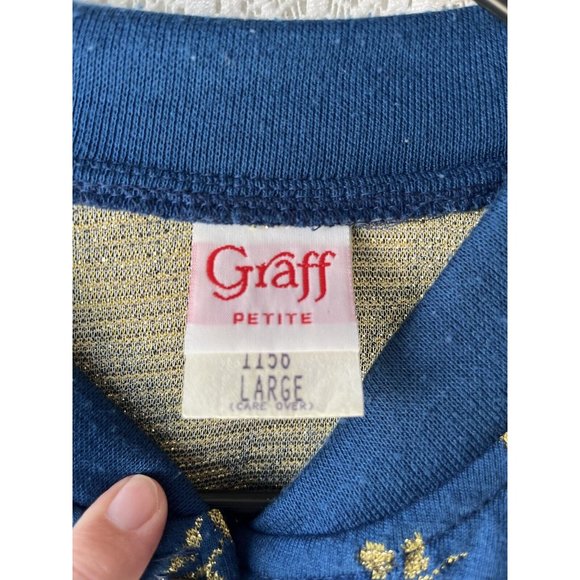 Graff
PETITE
1156
LARGE
(CARE OVER)